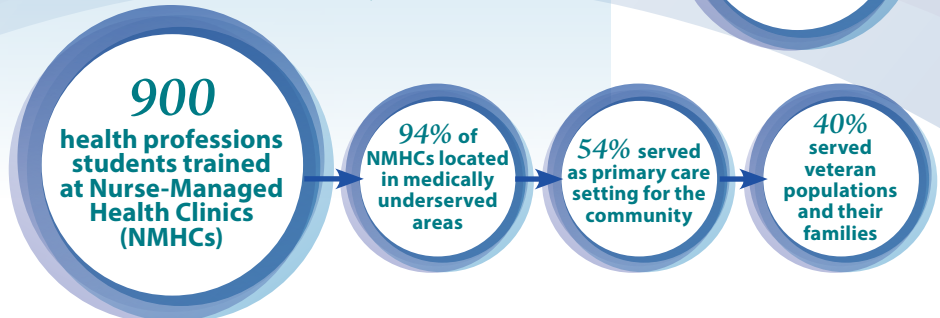 900
health professions
students trained
at Nurse-Managed
Health Clinics
(NMHCs)
94% of
NMHCs located
in medically
underserved
areas
54% served
as primary care
setting for the
community
40%
served
veteran
populations
and their
families